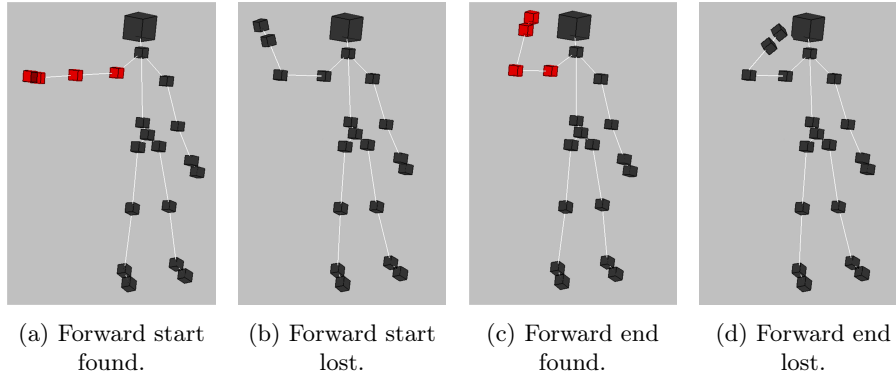 (a) Forward start found.
(b) Forward start lost.
(c) Forward end found.
(d) Forward end lost.